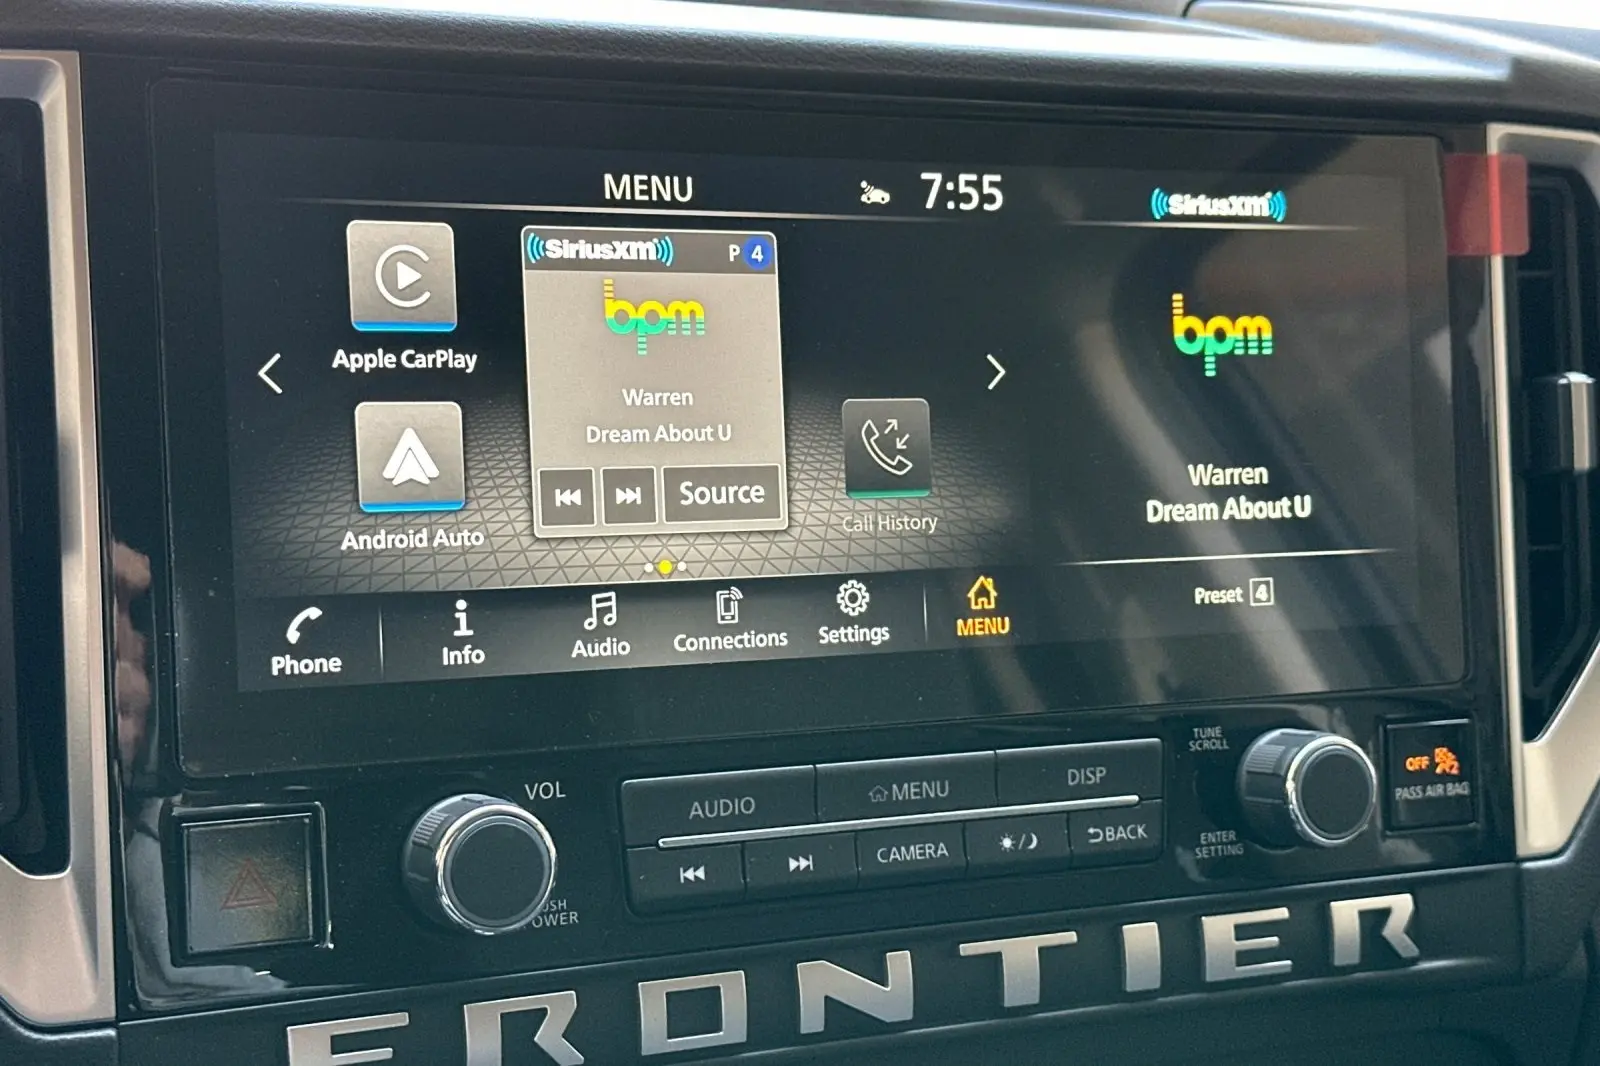 MENU
7:55
SiriusXM
SiriusXM
P 4
bpm
bpm
Apple CarPlay
Warren
Dream About U
Warren
Dream About U
Source
Android Auto
Call History
Preset 4
Phone
Info
Audio
Connections
Settings
MENU
VOL
AUDIO
MENU
DISP
TUNE
SCROLL
OFF
2
PASS AIR BAG
CAMERA
BACK
ENTER
SETTING
FRONTIER